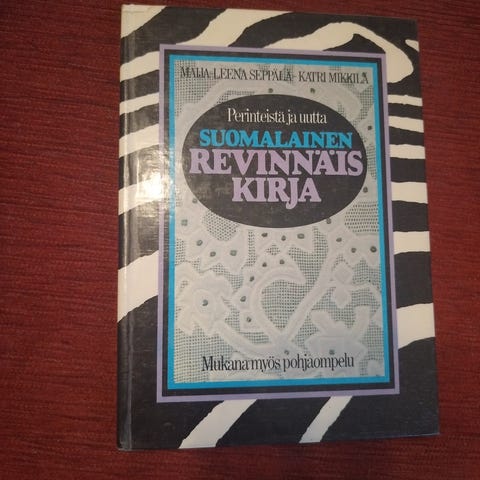 MAIJA-LEENA SEPPÄLÄ - KATRI MIKKILÄ
Perinteistä ja uutta
SUOMALAINEN
REVINNÄIS
KIRJA
Mukana myös pohjaompelu